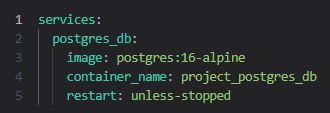 1 services:
2   postgres_db:
3     image: postgres:16-alpine
4     container_name: project_postgres_db
5     restart: unless-stopped